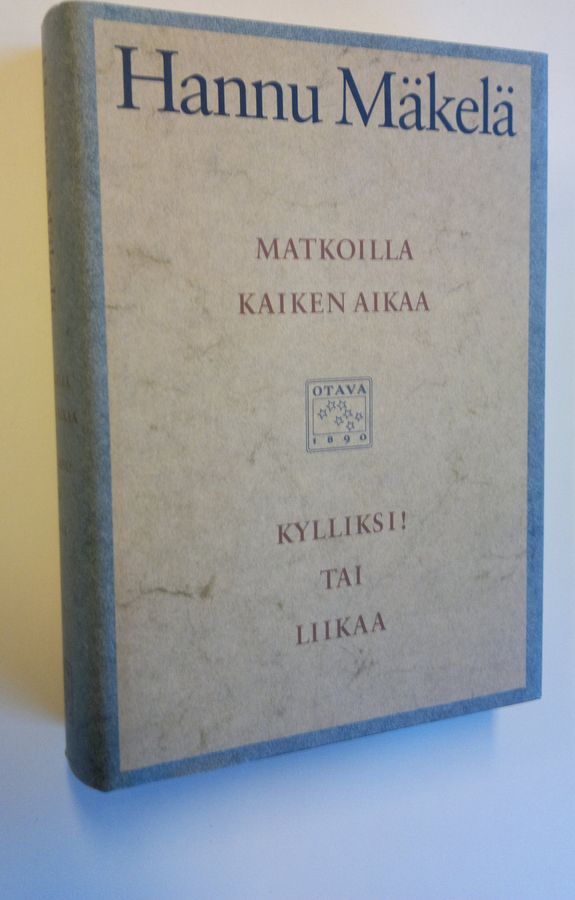 Hannu Mäkelä
MATKOILLA
KAIKEN AIKAA
OTAVA
1890
KYLLIKSI!
TAI
LIIKAA